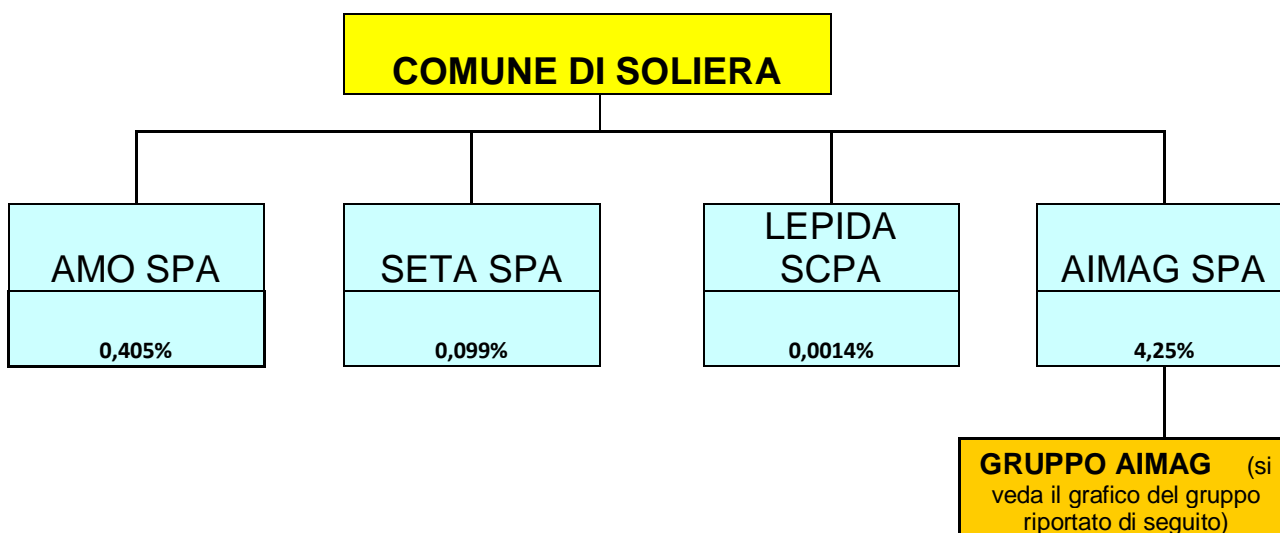 COMUNE DI SOLIERA
AMO SPA
0,405%
SETA SPA
0,099%
LEPIDA
SCPA
0,0014%
AIMAG SPA
4,25%
GRUPPO AIMAG (si
veda il grafico del gruppo
riportato di seguito)